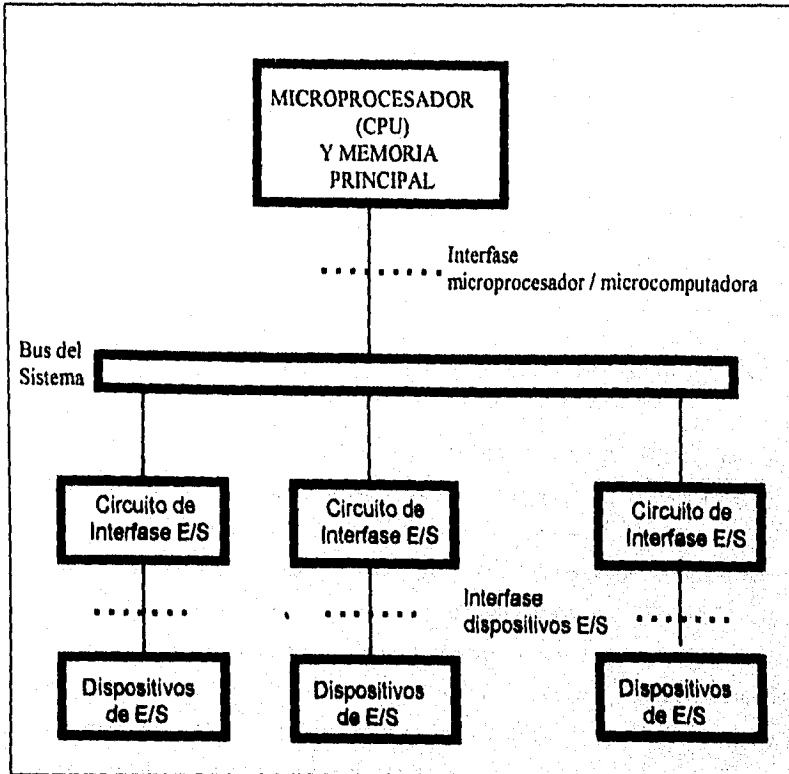 MICROPROCESADOR
(CPU)
Y MEMORIA
PRINCIPAL
Interfase
microprocesador / microcomputadora
Bus del
Sistema
Circuito de
Interfase E/S
Circuito de
Interfase E/S
Circuito de
Interfase E/S
Interfase
dispositivos E/S
Dispositivos
de E/S
Dispositivos
de E/S
Dispositivos
de E/S